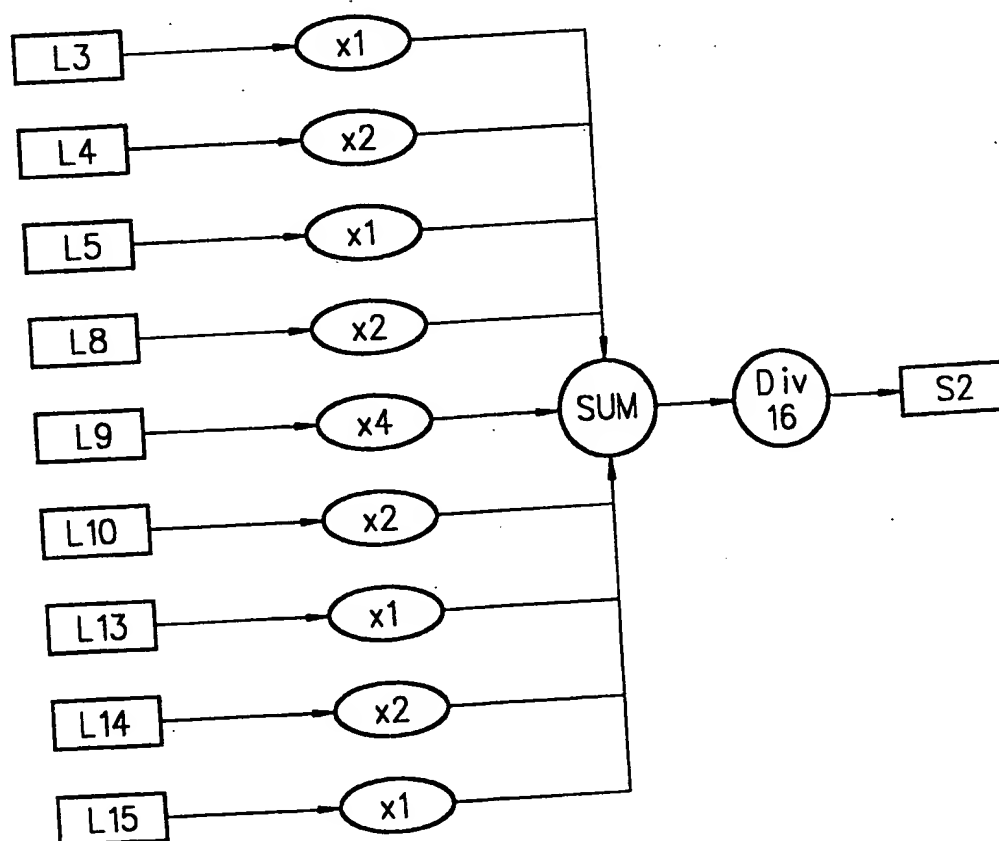 L3 x1
L4 x2
L5 x1
L8 x2
L9 x4 SUM Div 16 S2
L10 x2
L13 x1
L14 x2
L15 x1